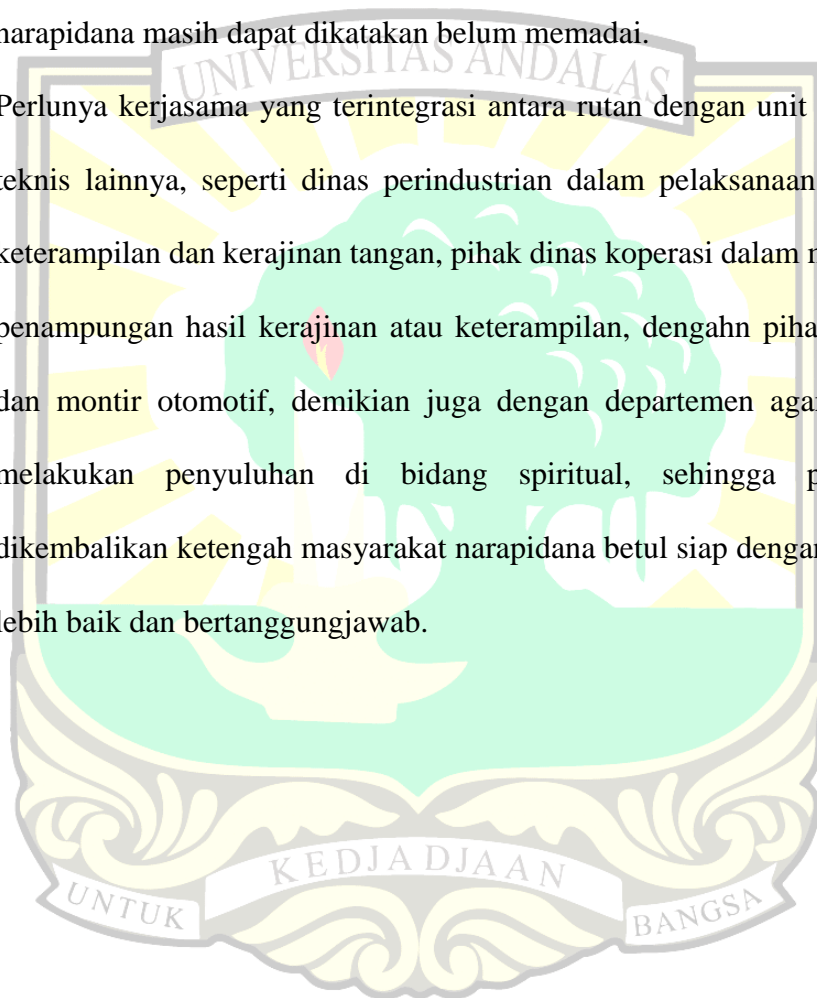 narapidana masih dapat dikatakan belum memadai.
UNIVERSITAS ANDALAS
Perlunya kerjasama yang terintegrasi antara rutan dengan unit
teknis lainnya, seperti dinas perindustrian dalam pelaksanaan
keterampilan dan kerajinan tangan, pihak dinas koperasi dalam
penampungan hasil kerajinan atau keterampilan, dengahn
dan montir otomotif, demikian juga dengan departemen
melakukan penyuluhan di bidang spiritual, sehingga
dikembalikan ketengah masyarakat narapidana betul siap
lebih baik dan bertanggungjawab.
KEDJADJAAN
UNTUK BANGSA